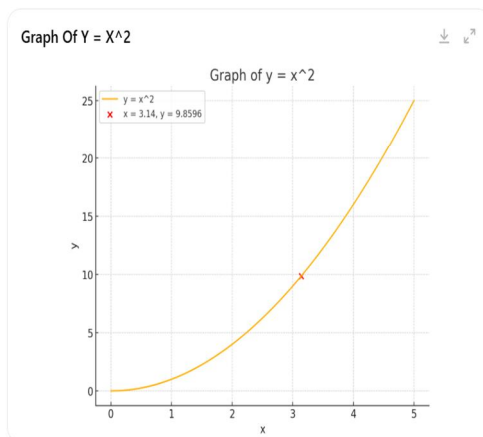 Graph Of Y = X^2
Graph of y = x^2
y = x^2
x = 3.14, y = 9.8596
25
20
15
10
5
0
y
0 1 2 3 4 5
x